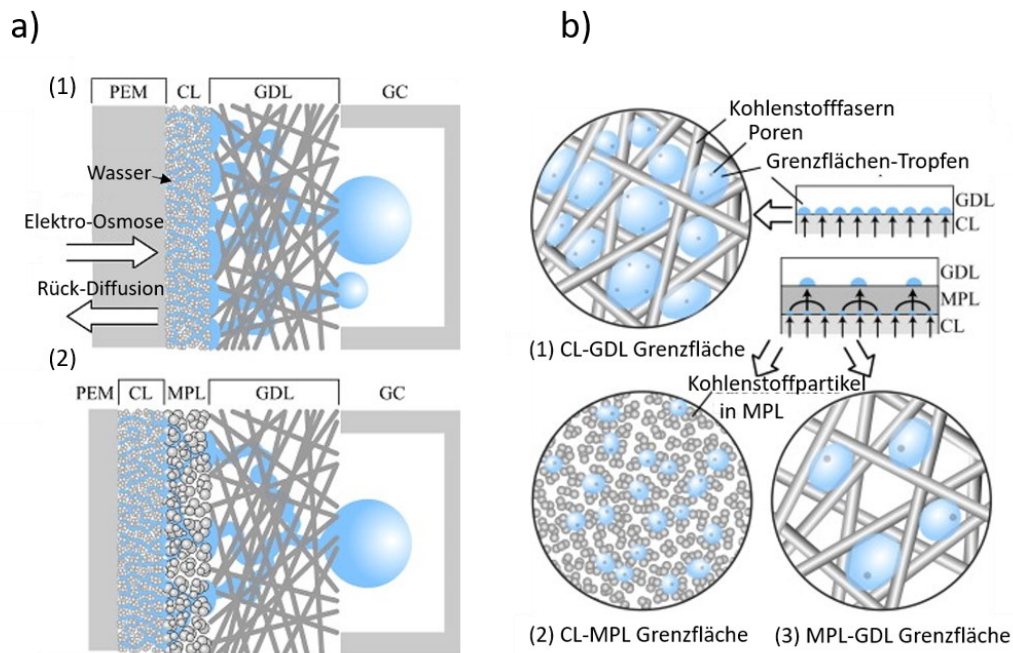 a)
(1)
PEM CL GDL GC
Wasser
Elektro-Osmose
Rück-Diffusion
(2)
PEM CL MPL GDL GC
b)
Kohlenstofffasern
Poren
Grenzflächen-Tropfen
GDL
CL
GDL
MPL
CL
(1) CL-GDL Grenzfläche
Kohlenstoffpartikel
in MPL
(2) CL-MPL Grenzfläche
(3) MPL-GDL Grenzfläche